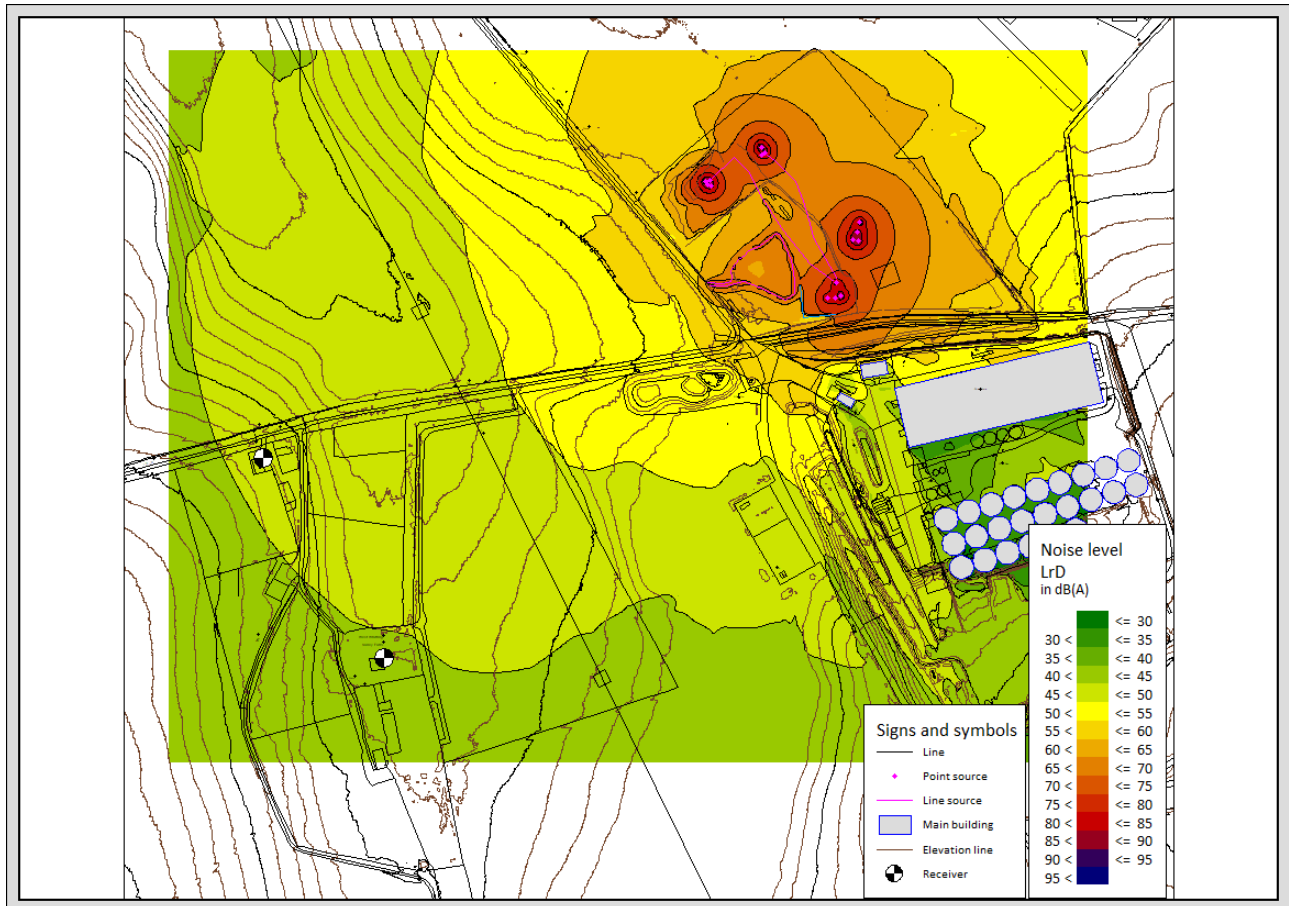 Noise level
LrD
in dB(A)
<= 30
30 < <= 35
35 < <= 40
40 < <= 45
45 < <= 50
50 < <= 55
55 < <= 60
60 < <= 65
65 < <= 70
70 < <= 75
75 < <= 80
80 < <= 85
85 < <= 90
90 < <= 95
95 <
Signs and symbols
Line
Point source
Line source
Main building
Elevation line
Receiver